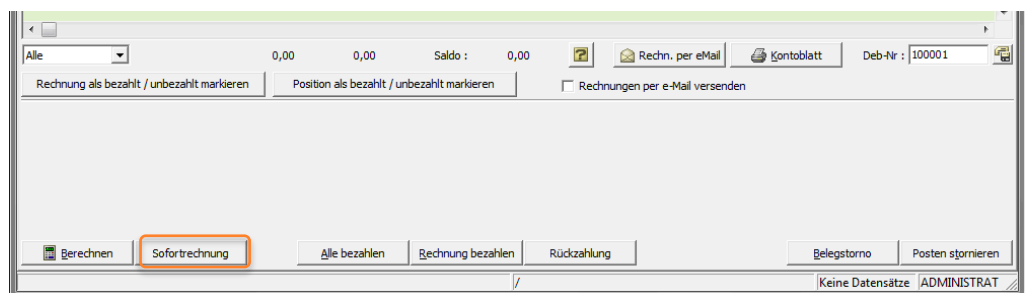 Alle 0,00 0,00 Saldo : 0,00 ? Rechn. per eMail Kontoblatt Deb-Nr : 100001
Rechnung als bezahlt / unbezahlt markieren Position als bezahlt / unbezahlt markieren Rechnungen per e-Mail versenden
Berechnen Sofortrechnung Alle bezahlen Rechnung bezahlen Rückzahlung Belegstorno Posten stornieren
/ Keine Datensätze ADMINISTRAT